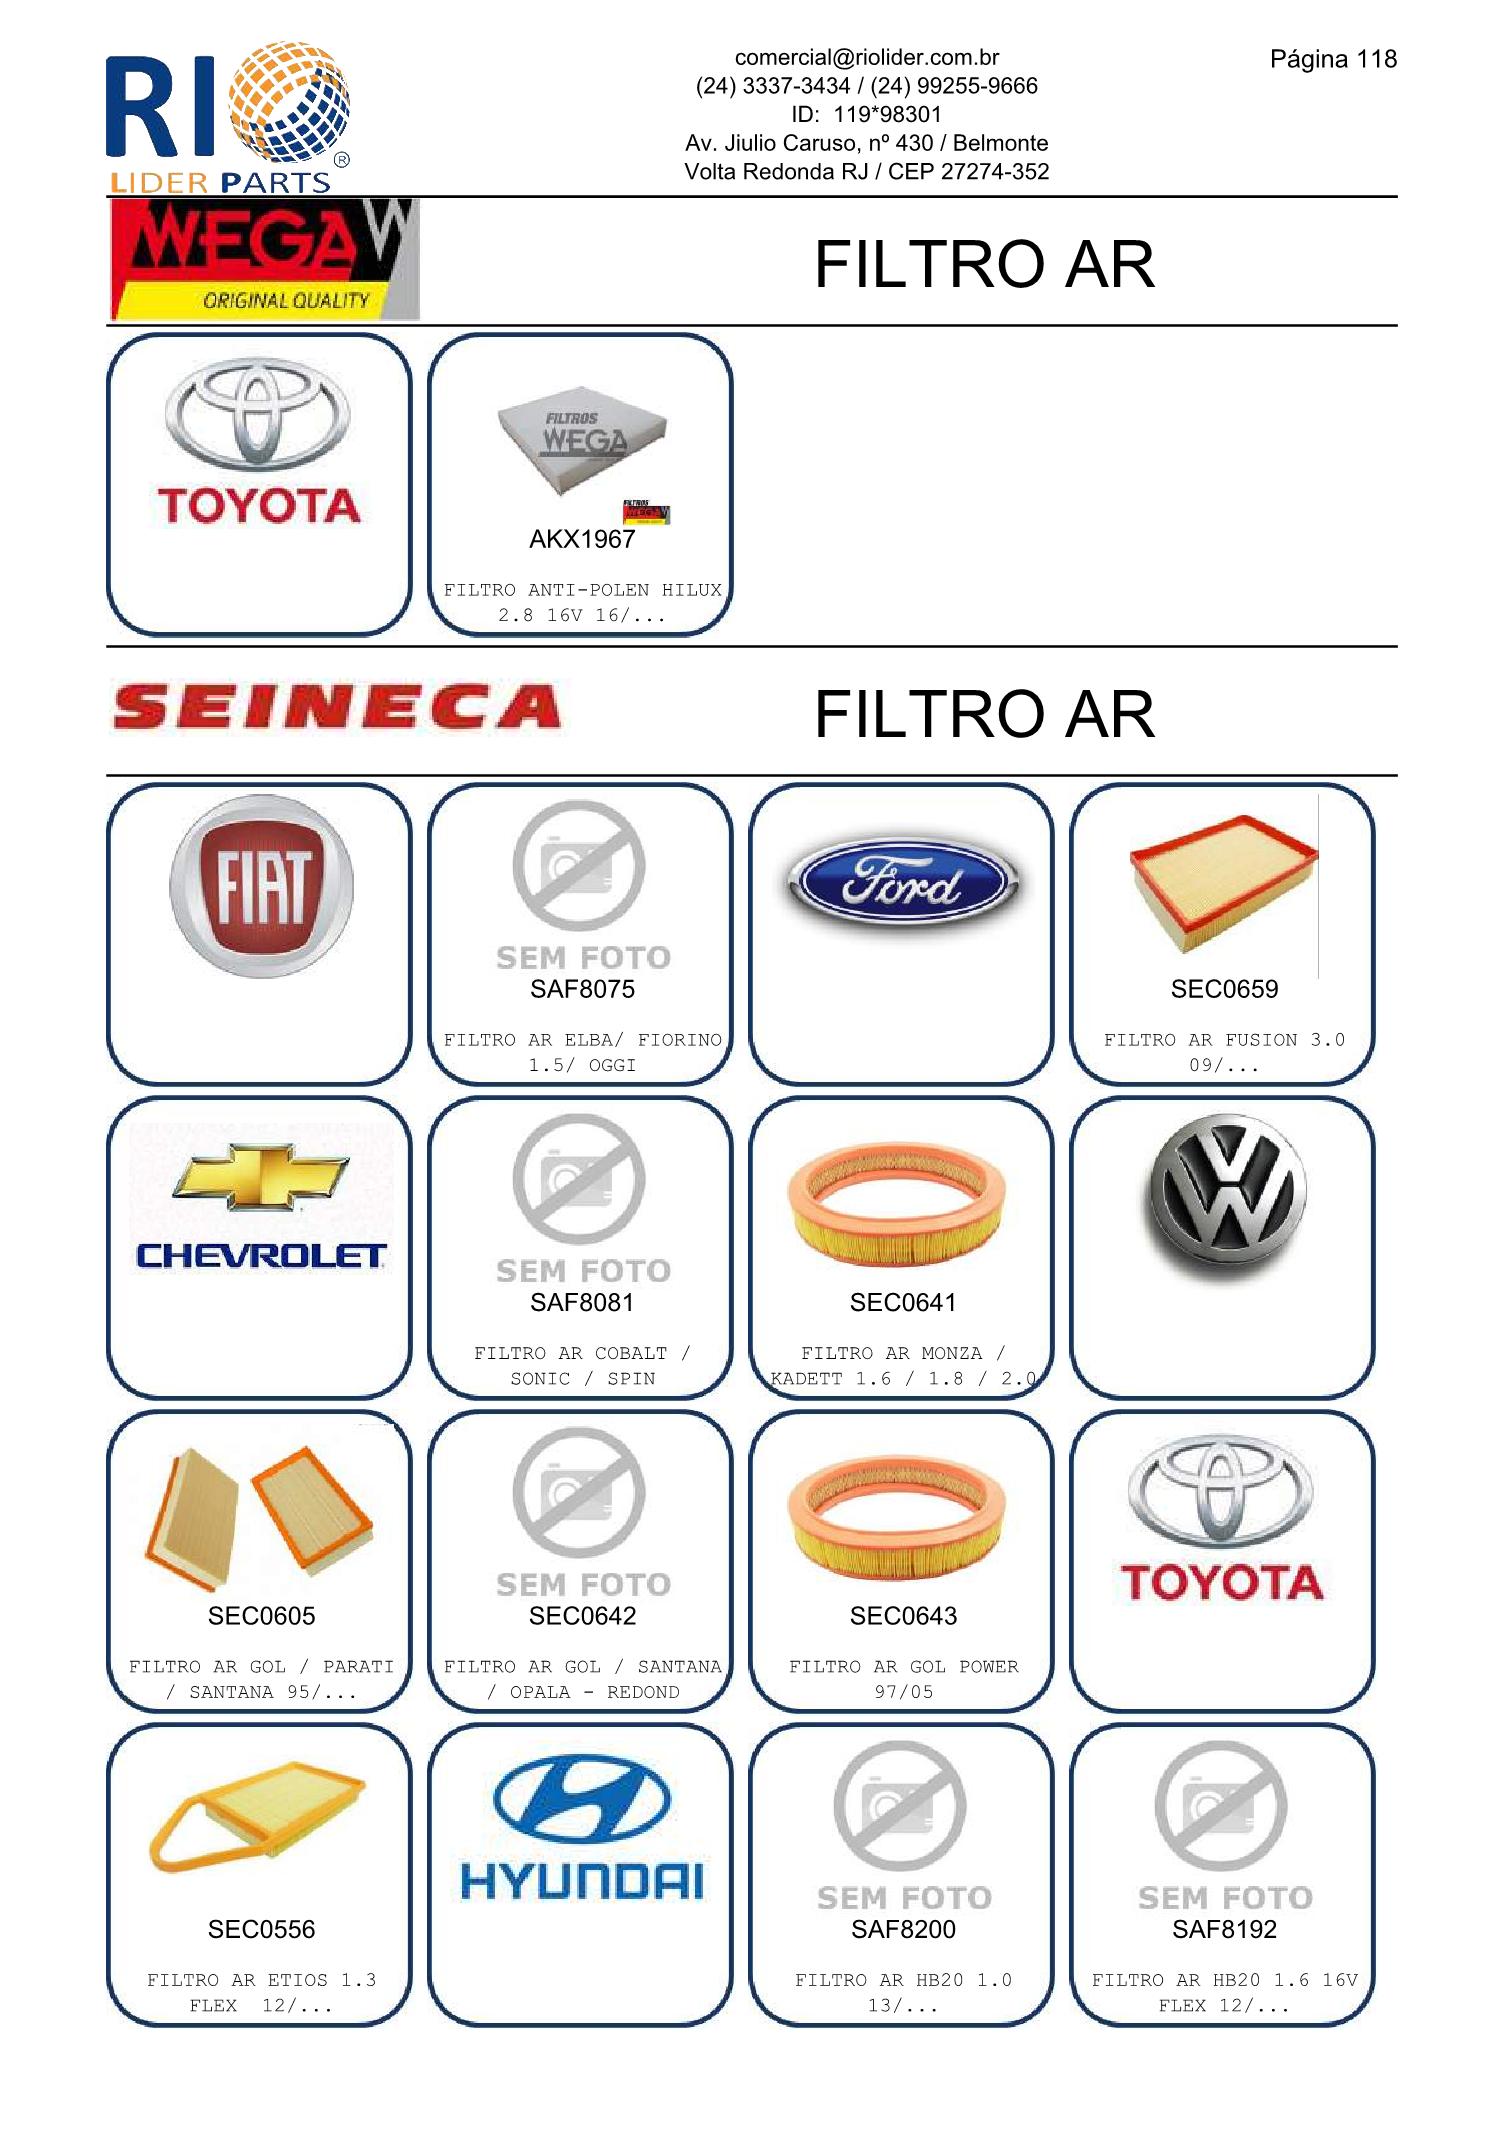 RIO
LIDER PARTS
®
comercial@riolider.com.br
(24) 3337-3434 / (24) 99255-9666
ID:  119*98301
Av. Jiulio Caruso, nº 430 / Belmonte
Volta Redonda RJ / CEP 27274-352
Página 118
WEGA W
ORIGINAL QUALITY
FILTRO AR
TOYOTA
FILTROS
WEGA
FILTROS
WEGA
AKX1967
FILTRO ANTI-POLEN HILUX
2.8 16V 16/...
SEINECA
FILTRO AR
FIAT
SEM FOTO
SAF8075
FILTRO AR ELBA/ FIORINO
1.5/ OGGI
Ford
SEC0659
FILTRO AR FUSION 3.0
09/...
CHEVROLET
SEM FOTO
SAF8081
FILTRO AR COBALT /
SONIC / SPIN
SEC0641
FILTRO AR MONZA /
KADETT 1.6 / 1.8 / 2.0
VW
SEC0605
FILTRO AR GOL / PARATI
/ SANTANA 95/...
SEM FOTO
SEC0642
FILTRO AR GOL / SANTANA
/ OPALA - REDOND
SEC0643
FILTRO AR GOL POWER
97/05
TOYOTA
SEC0556
FILTRO AR ETIOS 1.3
FLEX  12/...
HYUNDAI
SEM FOTO
SAF8200
FILTRO AR HB20 1.0
13/...
SEM FOTO
SAF8192
FILTRO AR HB20 1.6 16V
FLEX 12/...